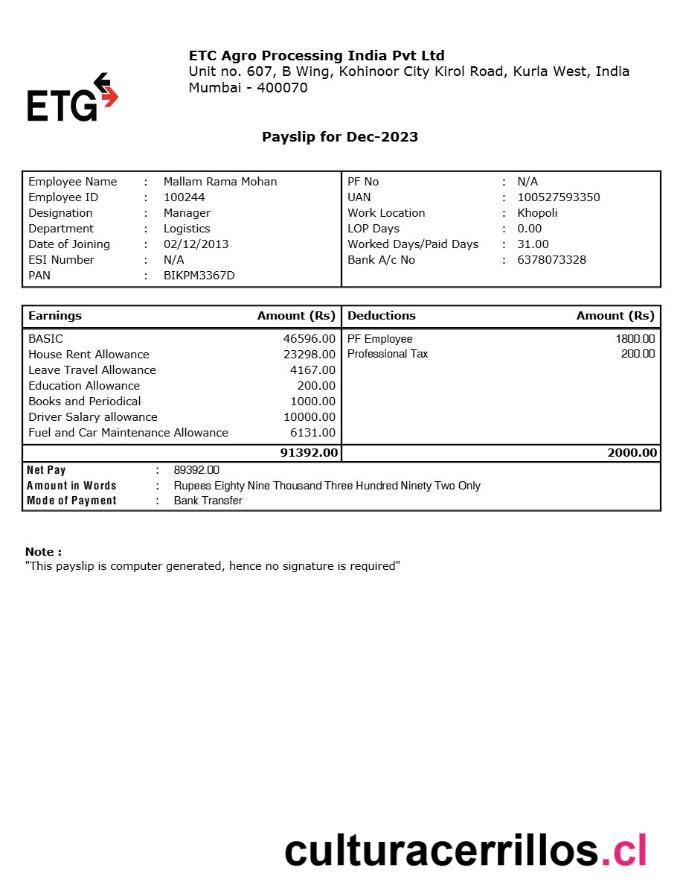 ETC Agro Processing India Pvt Ltd
Unit no. 607, B Wing, Kohinoor City Kirol Road, Kurla West, India
Mumbai - 400070
ETG
Payslip for Dec-2023
Employee Name : Mallam Rama Mohan PF No : N/A
Employee ID : 100244 UAN : 100527593350
Designation : Manager Work Location : Khopoli
Department : Logistics LOP Days : 0.00
Date of Joining : 02/12/2013 Worked Days/Paid Days : 31.00
ESI Number : N/A Bank A/c No : 6378073328
PAN : BIKPM3367D
Earnings Amount (Rs) Deductions Amount (Rs)
BASIC 46596.00 PF Employee 1800.00
House Rent Allowance 23298.00 Professional Tax 200.00
Leave Travel Allowance 4167.00
Education Allowance 200.00
Books and Periodical 1000.00
Driver Salary allowance 10000.00
Fuel and Car Maintenance Allowance 6131.00
91392.00 2000.00
Net Pay : 89392.00
Amount in Words : Rupees Eighty Nine Thousand Three Hundred Ninety Two Only
Mode of Payment : Bank Transfer
Note :
"This payslip is computer generated, hence no signature is required"
culturacerrillos.cl